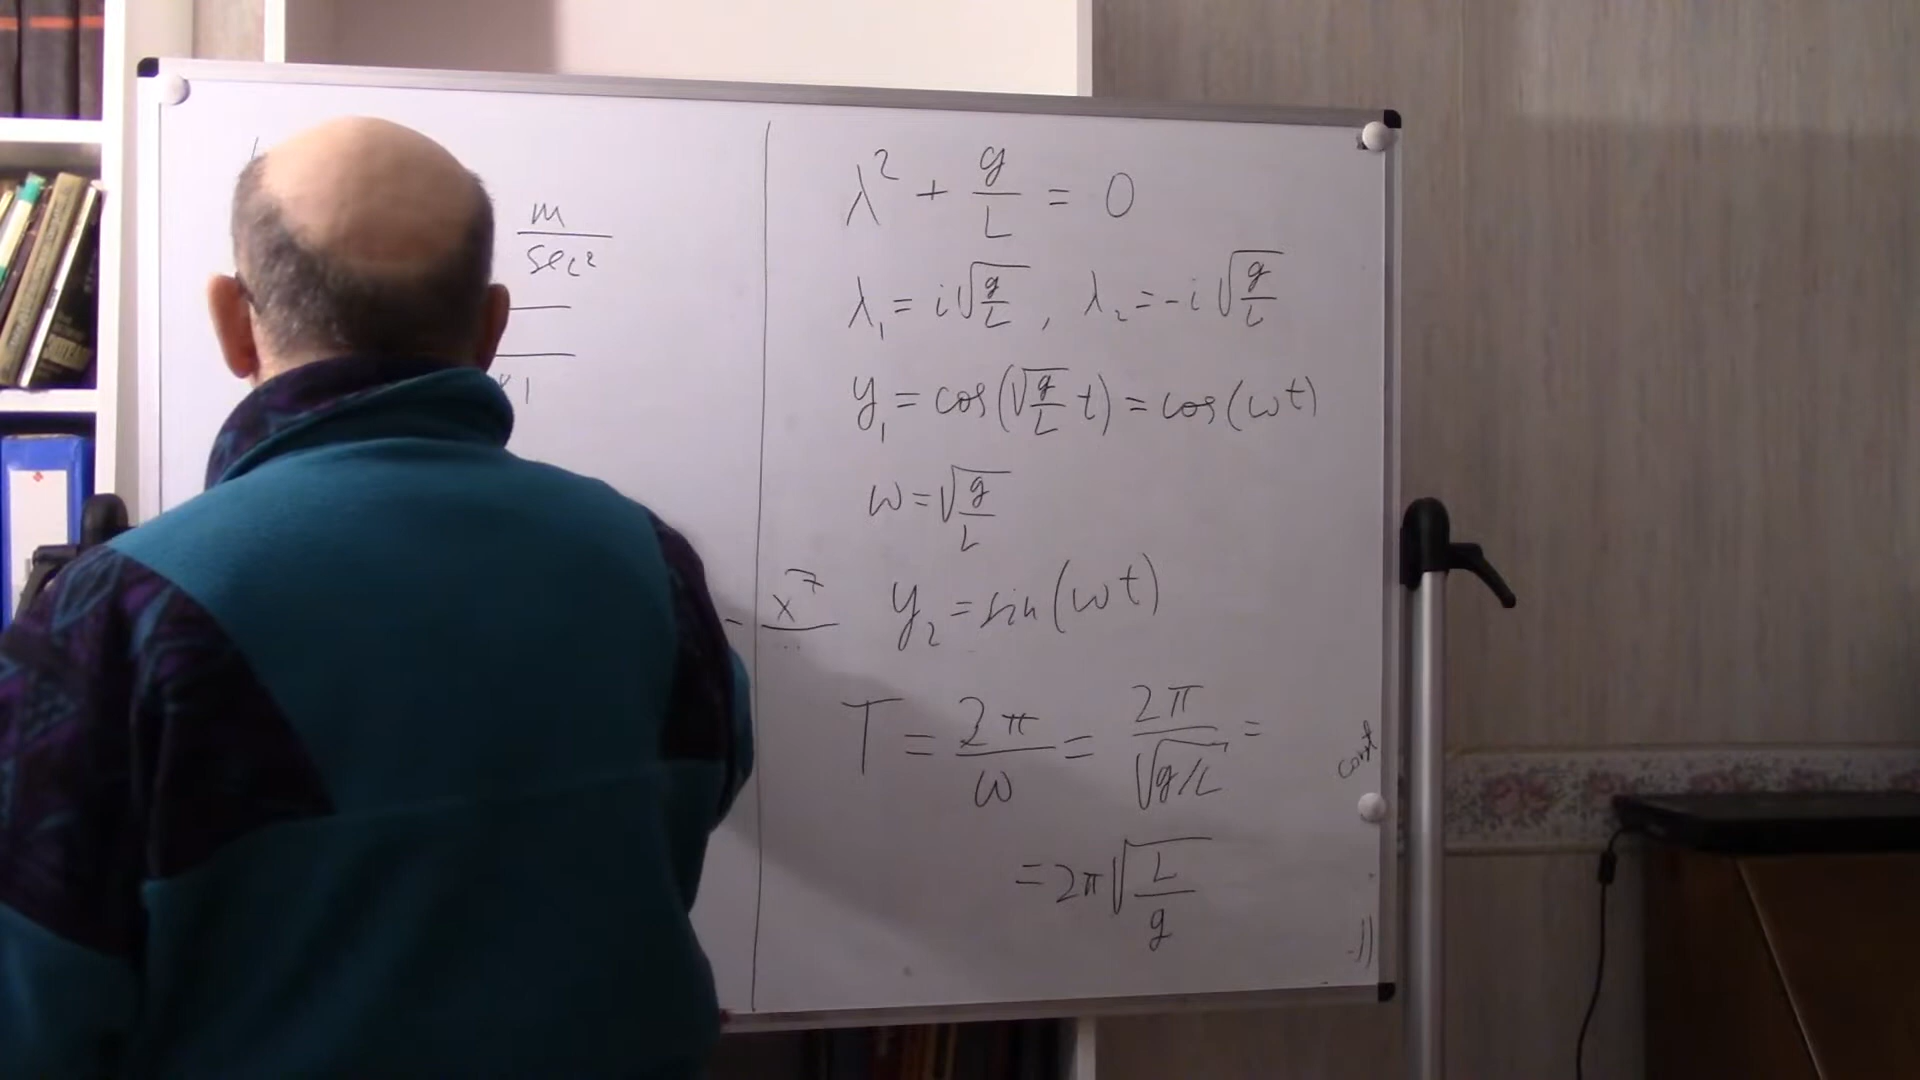 m
sec²
λ² + g/L = 0
λ₁ = i√(g/L), λ₂ = -i√(g/L)
y₁ = cos(√(g/L) t) = cos(ωt)
ω = √(g/L)
- x⁷
y₂ = sin(ωt)
T = 2π/ω = 2π/√(g/L) =
const
= 2π√(L/g)